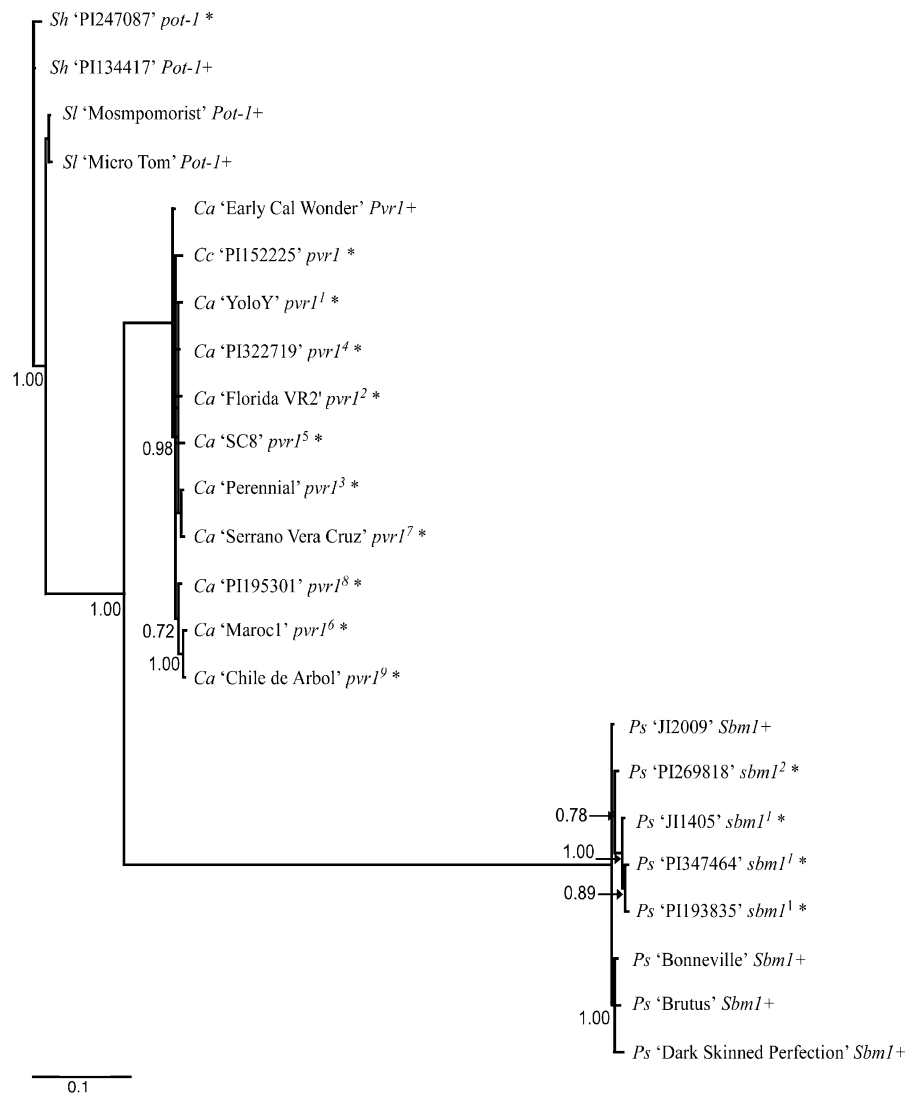 Sh ‘PI247087’ pot-1 *
Sh ‘PI134417’ Pot-1+
Sl ‘Mosmpomorist’ Pot-1+
Sl ‘Micro Tom’ Pot-1+
Ca ‘Early Cal Wonder’ Pvr1+
Cc ‘PI152225’ pvr1 *
Ca ‘YoloY’ pvr1¹ *
Ca ‘PI322719’ pvr1⁴ *
1.00
Ca ‘Florida VR2' pvr1² *
Ca ‘SC8’ pvr1⁵ *
0.98
Ca ‘Perennial’ pvr1³ *
Ca ‘Serrano Vera Cruz’ pvr1⁷ *
Ca ‘PI195301’ pvr1⁸ *
1.00
Ca ‘Maroc1’ pvr1⁶ *
0.72
1.00
Ca ‘Chile de Arbol’ pvr1⁹ *
Ps ‘JI2009’ Sbm1+
Ps ‘PI269818’ sbm1² *
0.78
Ps ‘JI1405’ sbm1¹ *
1.00
Ps ‘PI347464’ sbm1¹ *
0.89
Ps ‘PI193835’ sbm1¹ *
Ps ‘Bonneville’ Sbm1+
Ps ‘Brutus’ Sbm1+
1.00
Ps ‘Dark Skinned Perfection’ Sbm1+
0.1